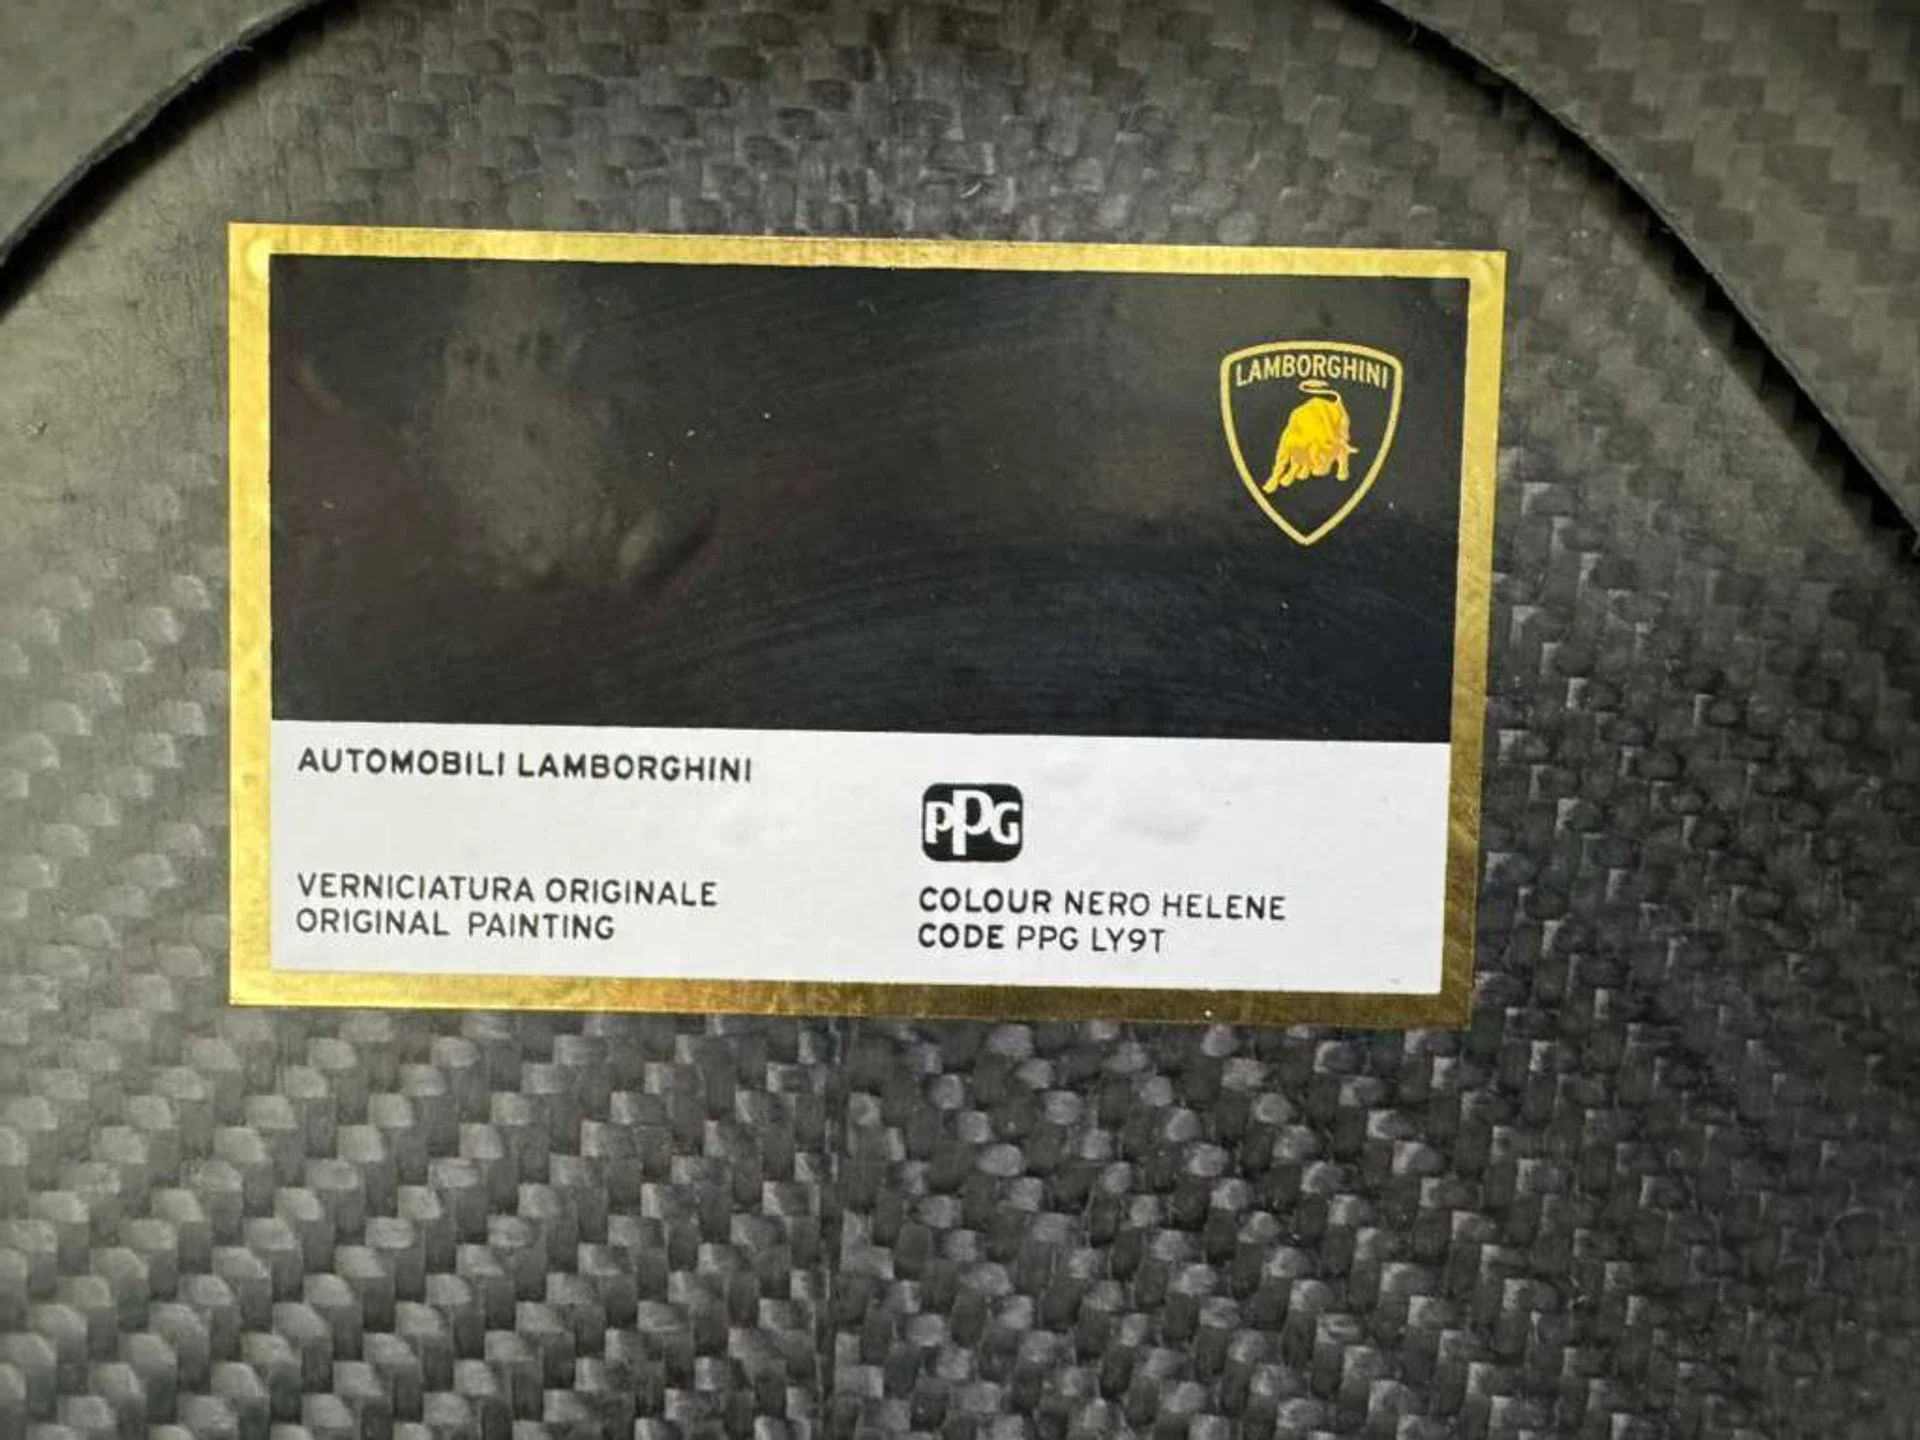 LAMBORGHINI
AUTOMOBILI LAMBORGHINI
PPG
VERNICIATURA ORIGINALE
ORIGINAL PAINTING
COLOUR NERO HELENE
CODE PPG LY9T